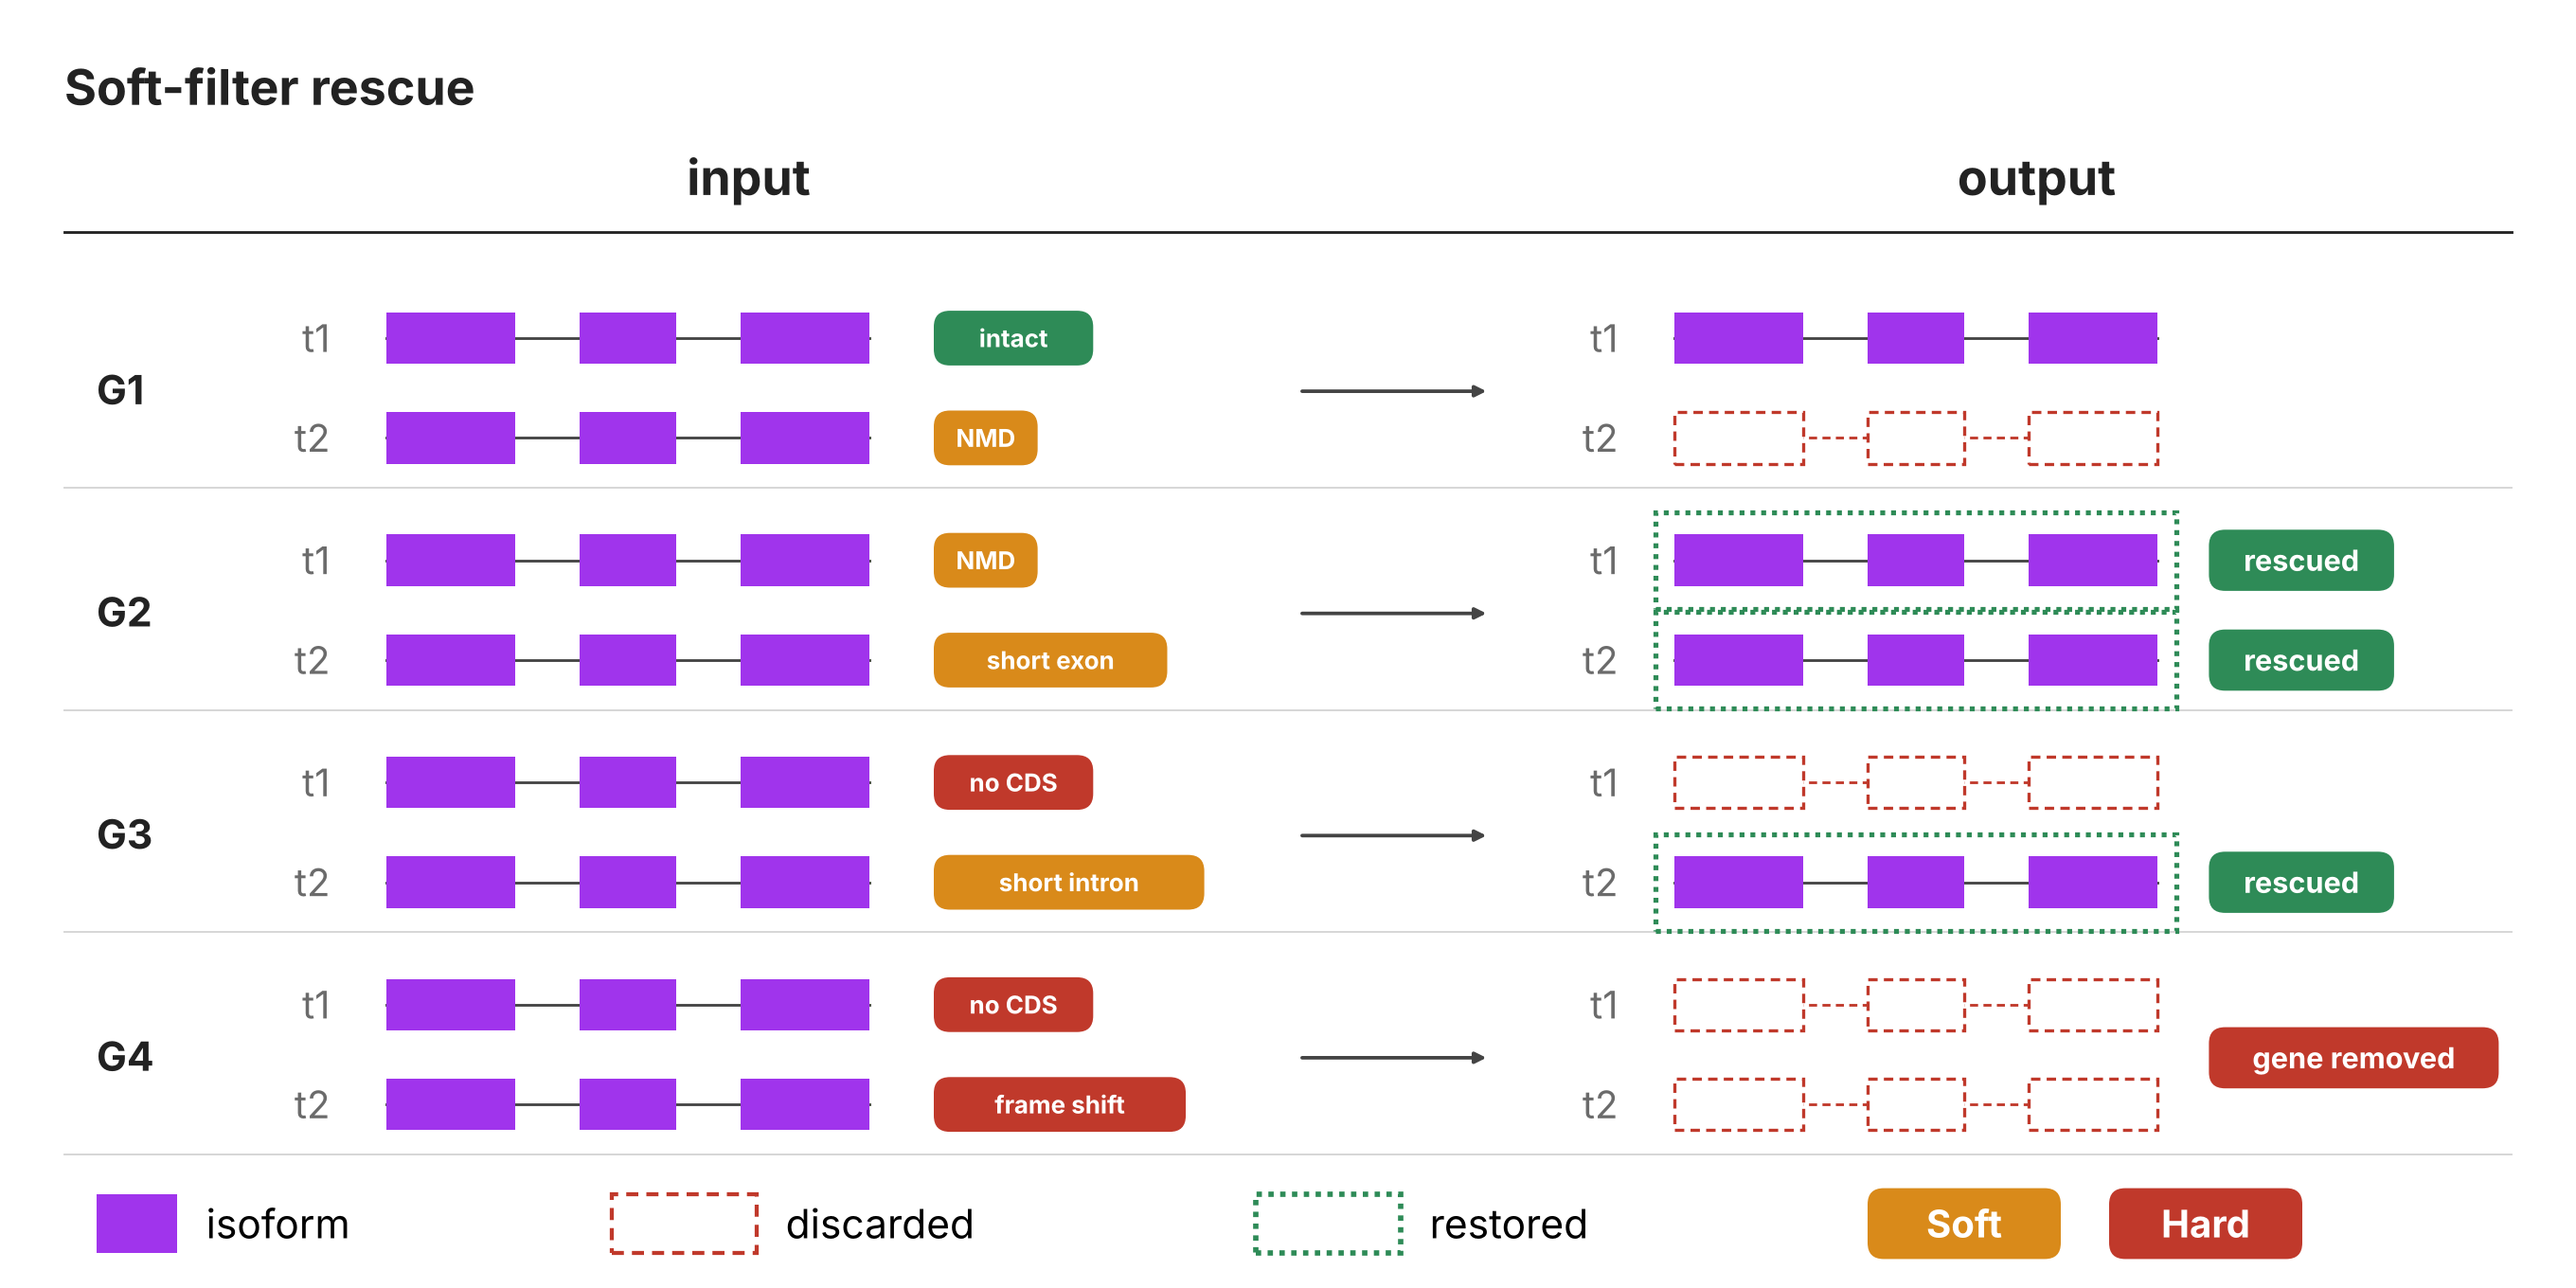 Soft-filter rescue
input output
t1 intact t1
G1
t2 NMD t2
t1 NMD t1 rescued
G2
t2 short exon t2 rescued
t1 no CDS t1
G3
t2 short intron t2 rescued
t1 no CDS t1
G4 gene removed
t2 frame shift t2
isoform discarded restored Soft Hard